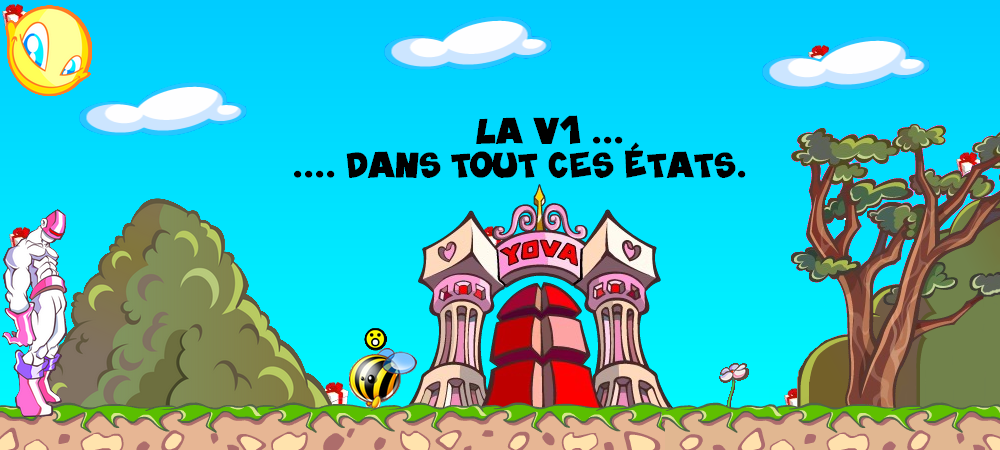 LA V1 ...
.... DANS TOUT CES ÉTATS.
YOVA